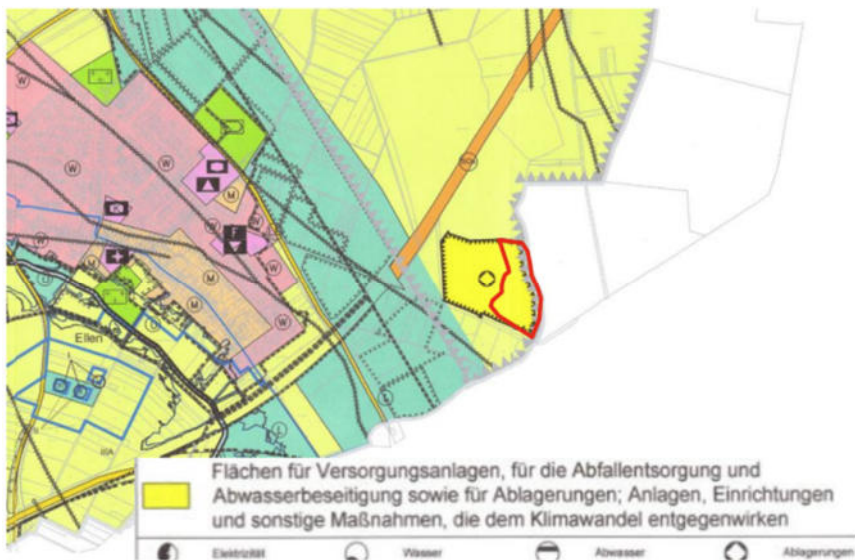 W
W
W
M
W
F
W
M
M
W
M
W
Ellen
L
L
Flächen für Versorgungsanlagen, für die Abfallentsorgung und
Abwasserbeseitigung sowie für Ablagerungen; Anlagen, Einrichtungen
und sonstige Maßnahmen, die dem Klimawandel entgegenwirken
Elektrizität Wasser Abwasser Ablagerungen